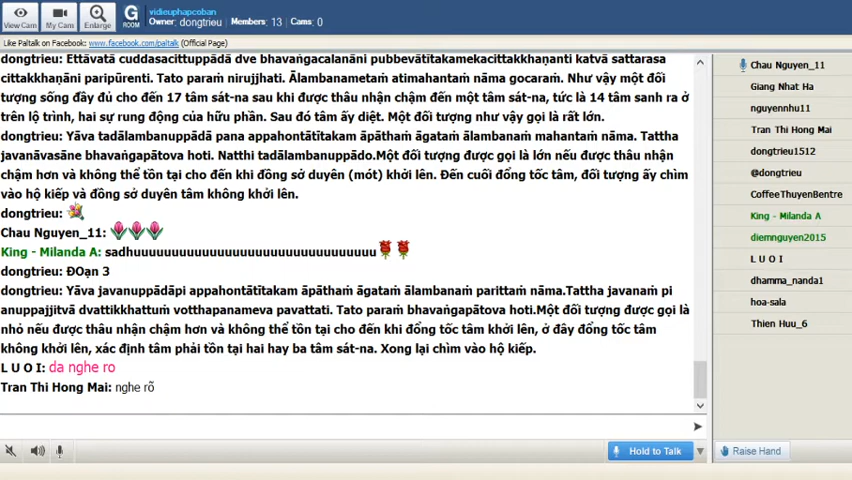 vidieuphapcoban
Owner: dongtrieu Members: 13 Cams: 0
View Cam
My Cam
Enlarge
G
ROOM
Like Paltalk on Facebook: www.facebook.com/paltalk (Official Page)
dongtrieu: Ettāvatā cuddasacittuppādā dve bhavaṅgacalanāni pubbevātītakamekacittakkhaṇanti katvā sattarasa
cittakkhaṇāni paripūrenti. Tato paraṁ nirujjhati. Ālambanametaṁ atimahantaṁ nāma gocaraṁ. Như vậy một đối
tượng sống đầy đủ cho đến 17 tâm sát-na sau khi được thâu nhận chậm đến một tâm sát-na, tức là 14 tâm sanh ra ở
trên lộ trình, hai sự rung động của hữu phần. Sau đó tâm ấy diệt. Một đối tượng như vậy gọi là rất lớn.
dongtrieu: Yāva tadālambanuppādā pana appahontātītakam āpāthaṁ āgataṁ ālambanaṁ mahantaṁ nāma. Tattha
javanāvasāne bhavaṅgapātova hoti. Natthi tadālambanuppādo.Một đối tượng được gọi là lớn nếu được thâu nhận
chậm hơn và không thể tồn tại cho đến khi đồng sở duyên (mót) khởi lên. Đến cuối đổng tốc tâm, đối tượng ấy chìm
vào hộ kiếp và đồng sở duyên tâm không khởi lên.
dongtrieu:
Chau Nguyen_11:
King - Milanda A: sadhuuuuuuuuuuuuuuuuuuuuuuuuuuuuuuuuu
dongtrieu: ĐOạn 3
dongtrieu: Yāva javanuppādāpi appahontātītakam āpāthaṁ āgataṁ ālambanaṁ parittaṁ nāma.Tattha javanaṁ pi
anuppajjitvā dvattikkhattuṁ votthapanameva pavattati. Tato paraṁ bhavaṅgapātova hoti.Một đối tượng được gọi là
nhỏ nếu được thâu nhận chậm hơn và không thể tồn tại cho đến khi đổng tốc tâm khởi lên, ở đây đổng tốc tâm
không khởi lên, xác định tâm phải tồn tại hai hay ba tâm sát-na. Xong lại chìm vào hộ kiếp.
L U O I: da nghe ro
Tran Thi Hong Mai: nghe rõ
Hold to Talk
Chau Nguyen_11
Giang Nhat Ha
nguyennhu11
Tran Thi Hong Mai
dongtrieu1512
@dongtrieu
CoffeeThuyenBentre
King - Milanda A
diemnguyen2015
L U O I
dhamma_nanda1
hoa-sala
Thien Huu_6
Raise Hand